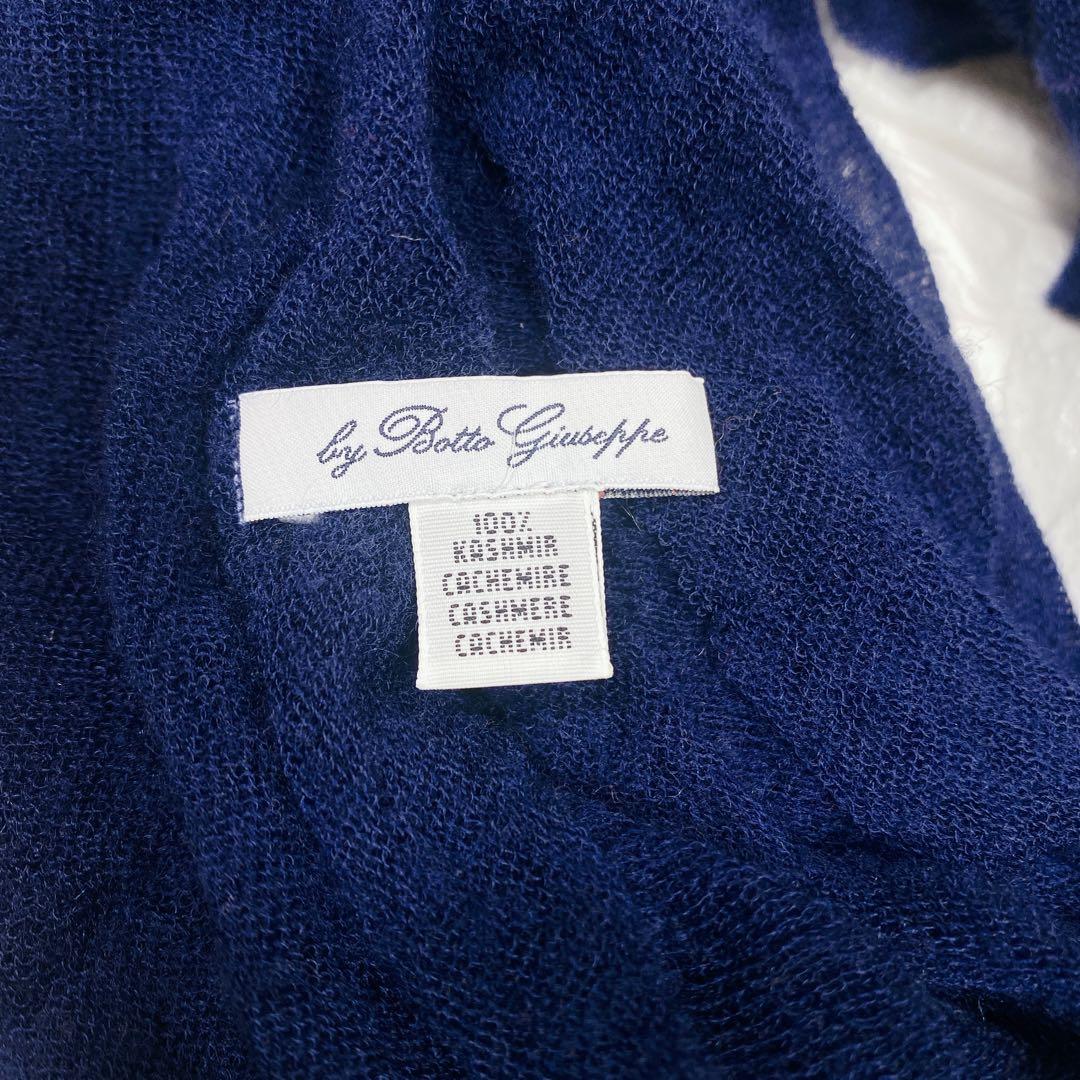 by Botto Giuseppe
100%
KASHMIR
CACHEMIRE
CASHMERE
CACHEMIR